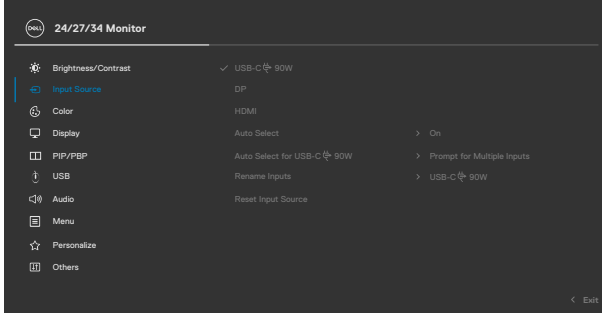 DELL 24/27/34 Monitor
Brightness/Contrast
USB-C 90W
Input Source
DP
Color
HDMI
Display
Auto Select
On
PIP/PBP
Auto Select for USB-C 90W
Prompt for Multiple Inputs
USB
Rename Inputs
USB-C 90W
Audio
Reset Input Source
Menu
Personalize
Others
Exit